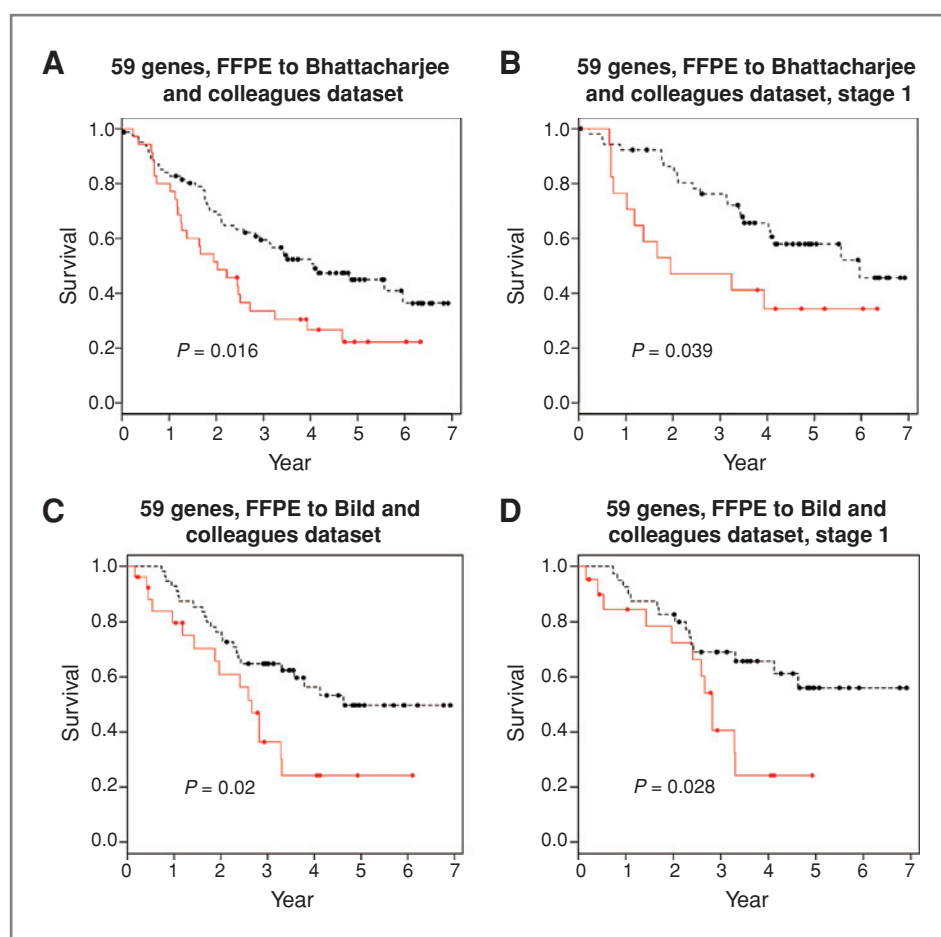 A
59 genes, FFPE to Bhattacharjee
and colleagues dataset
1.0
0.8
0.6
0.4
0.2
0.0
Survival
P = 0.016
0 1 2 3 4 5 6 7
Year
B
59 genes, FFPE to Bhattacharjee
and colleagues dataset, stage 1
1.0
0.8
0.6
0.4
0.2
0.0
Survival
P = 0.039
0 1 2 3 4 5 6 7
Year
C
59 genes, FFPE to Bild and
colleagues dataset
1.0
0.8
0.6
0.4
0.2
0.0
Survival
P = 0.02
0 1 2 3 4 5 6 7
Year
D
59 genes, FFPE to Bild and
colleagues dataset, stage 1
1.0
0.8
0.6
0.4
0.2
0.0
Survival
P = 0.028
0 1 2 3 4 5 6 7
Year